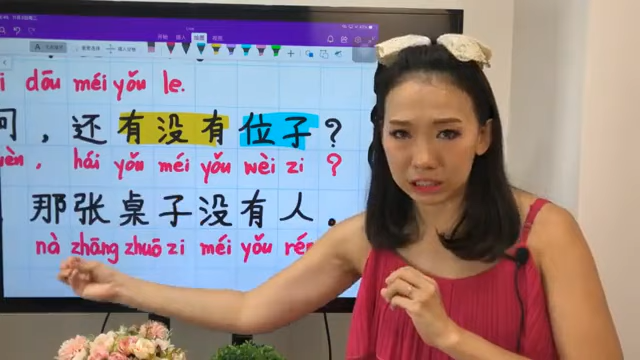 dōu méi yǒu le.
，还有没有位子？
, hái yǒu méi yǒu wèi zi ?
那张桌子没有人.
nà zhāng zhuō zi méi yǒu